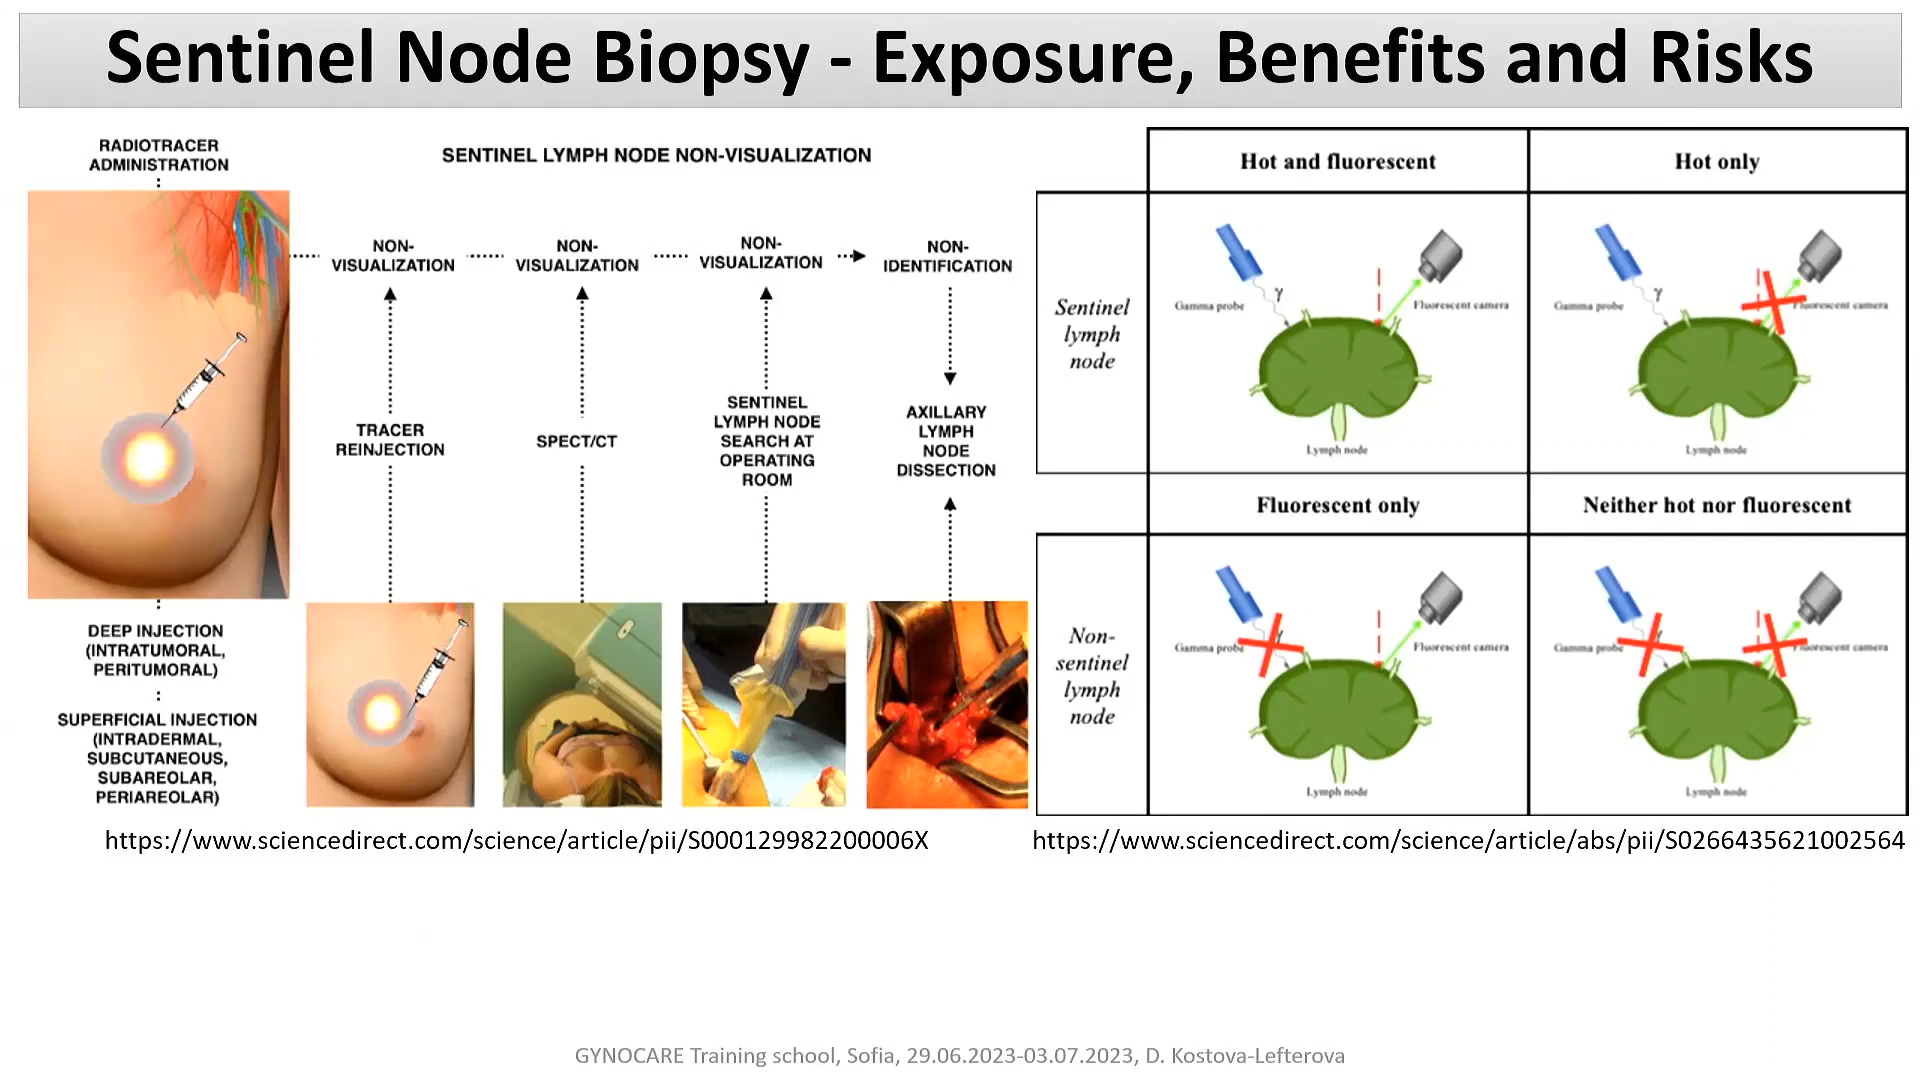 Sentinel Node Biopsy - Exposure, Benefits and Risks
RADIOTRACER
ADMINISTRATION
SENTINEL LYMPH NODE NON-VISUALIZATION
NON-
VISUALIZATION
NON-
VISUALIZATION
NON-
VISUALIZATION
NON-
IDENTIFICATION
TRACER
REINJECTION
SPECT/CT
SENTINEL
LYMPH NODE
SEARCH AT
OPERATING
ROOM
AXILLARY
LYMPH
NODE
DISSECTION
DEEP INJECTION
(INTRATUMORAL,
PERITUMORAL)
:
SUPERFICIAL INJECTION
(INTRADERMAL,
SUBCUTANEOUS,
SUBAREOLAR,
PERIAREOLAR)
https://www.sciencedirect.com/science/article/pii/S000129982200006X
Hot and fluorescent
Hot only
Sentinel
lymph
node
Gamma probe
γ
Fluorescent camera
Lymph node
Gamma probe
γ
Fluorescent camera
Lymph node
Fluorescent only
Neither hot nor fluorescent
Non-
sentinel
lymph
node
Gamma probe
Fluorescent camera
Lymph node
Gamma probe
Fluorescent camera
Lymph node
https://www.sciencedirect.com/science/article/abs/pii/S0266435621002564
GYNOCARE Training school, Sofia, 29.06.2023-03.07.2023, D. Kostova-Lefterova